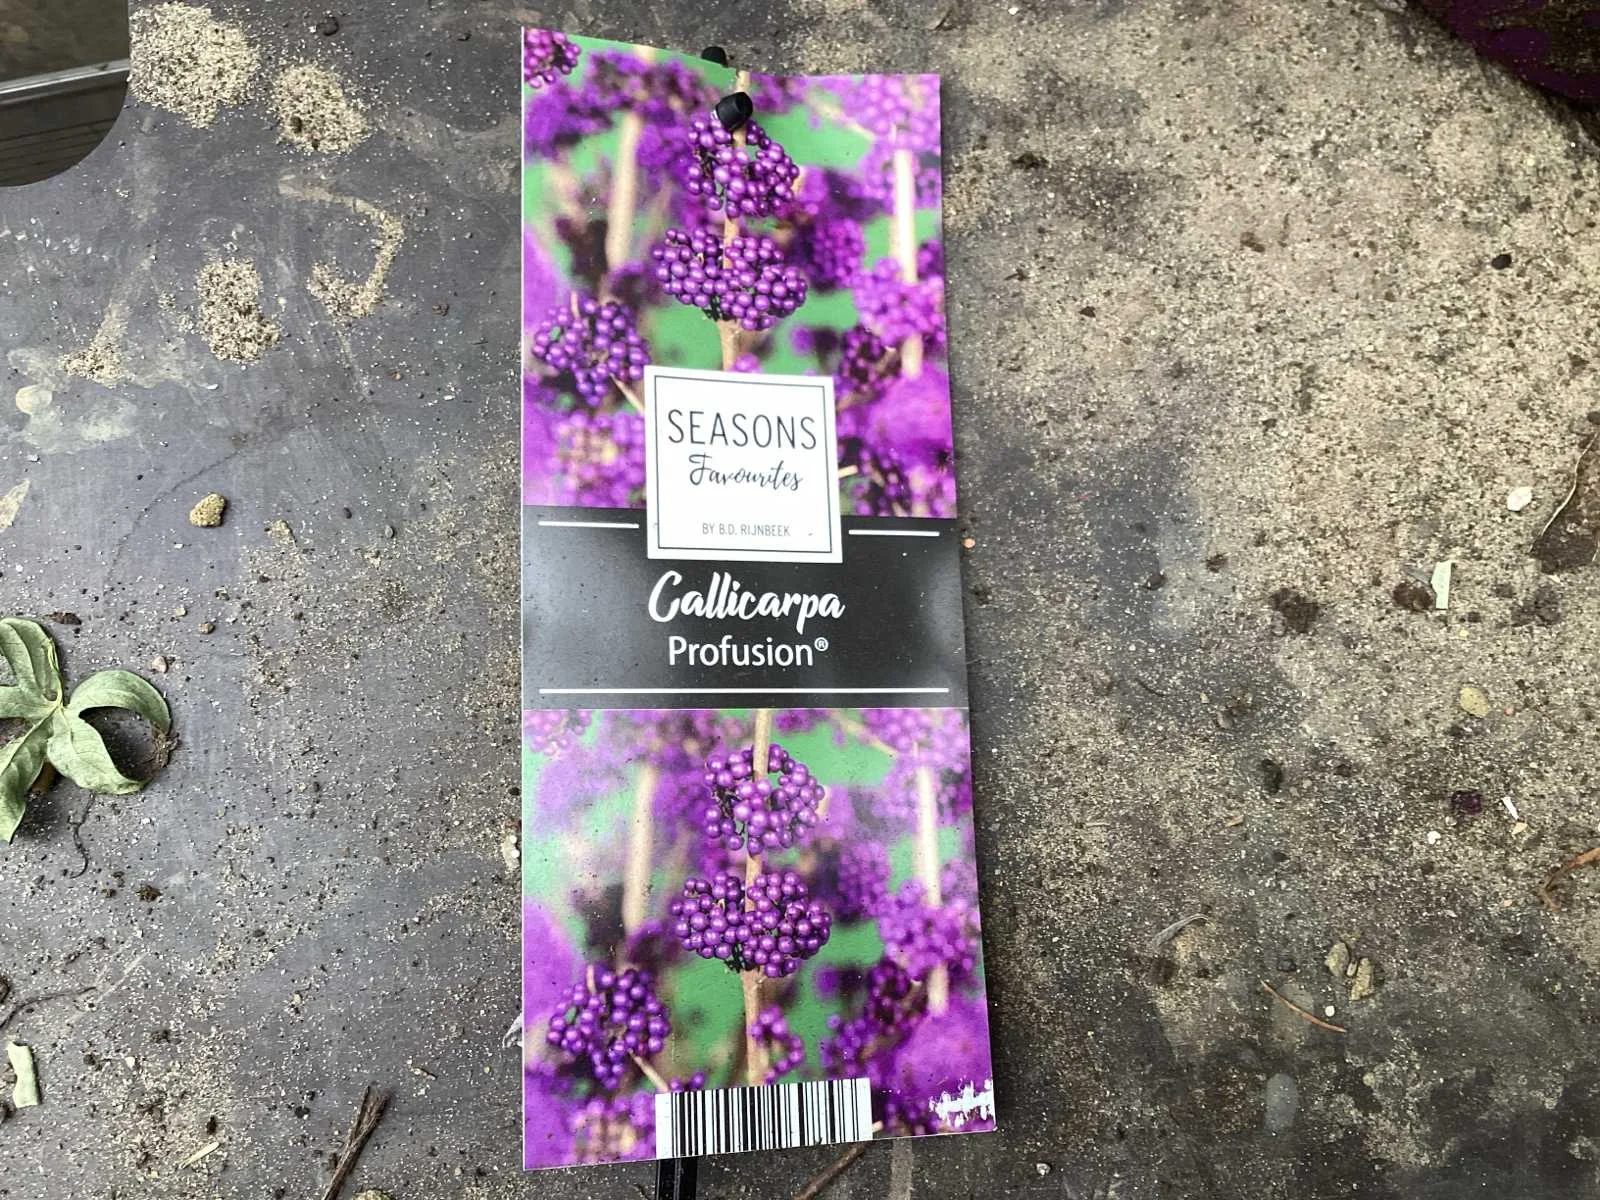 SEASONS
Favourites
BY B.D. RIJNBEEK
Callicarpa
Profusion®